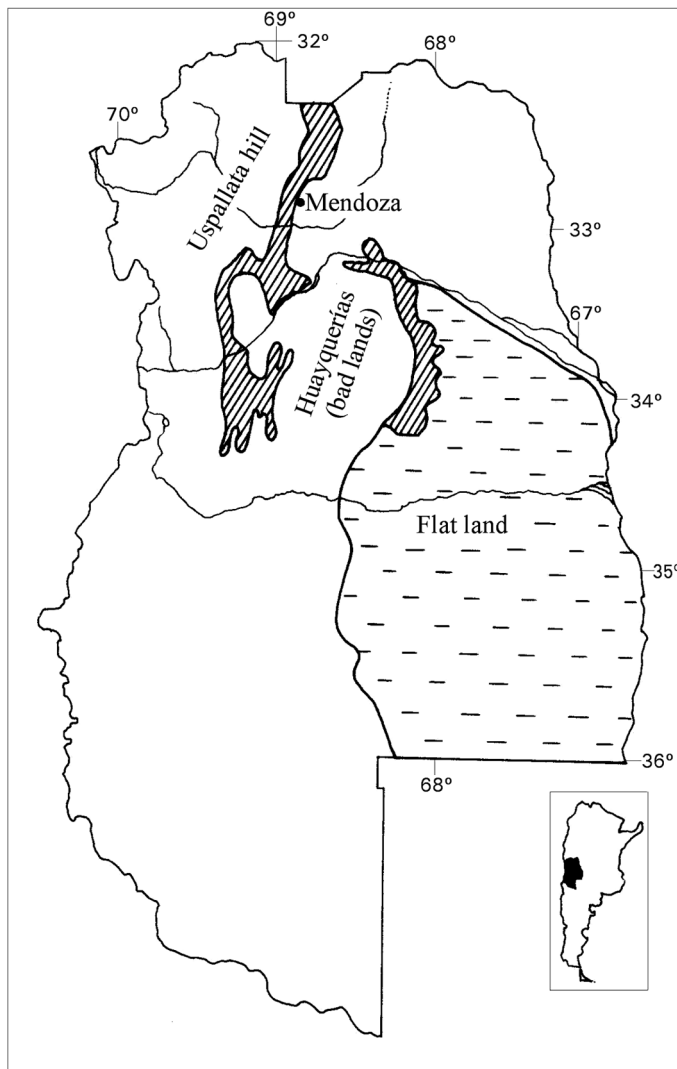 69º
32º
68º
70º
Uspallata hill
Mendoza
33º
67º
Huayquerías
(bad lands)
34º
Flat land
35º
36º
68º